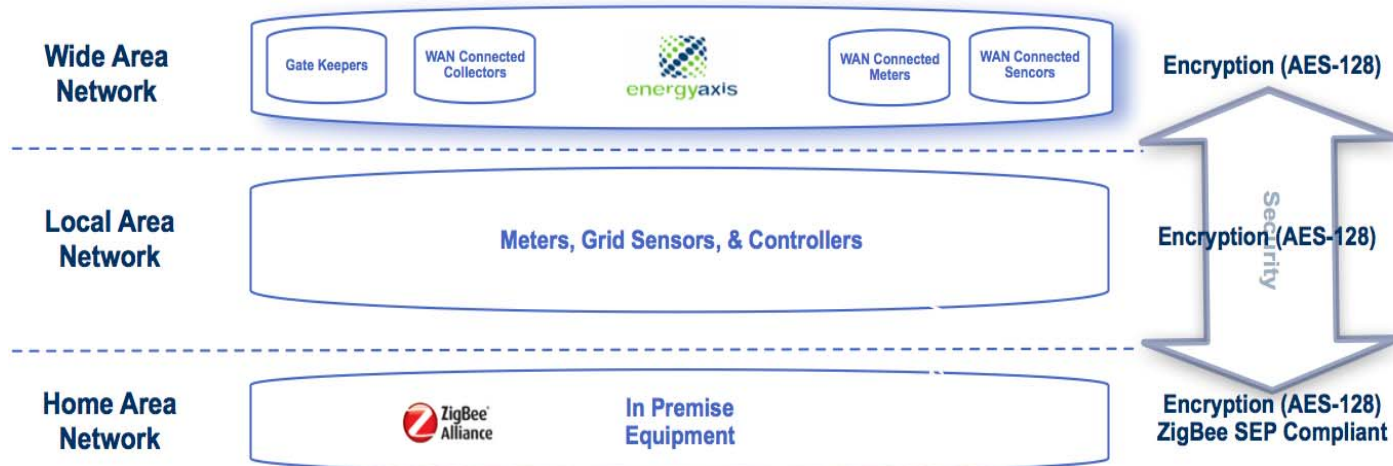 Wide Area
Network
Gate Keepers
WAN Connected
Collectors
energyaxis
WAN Connected
Meters
WAN Connected
Sencors
Encryption (AES-128)
Local Area
Network
Meters, Grid Sensors, & Controllers
Encryption (AES-128)
Security
Home Area
Network
ZigBee
Alliance
In Premise
Equipment
Encryption (AES-128)
ZigBee SEP Compliant